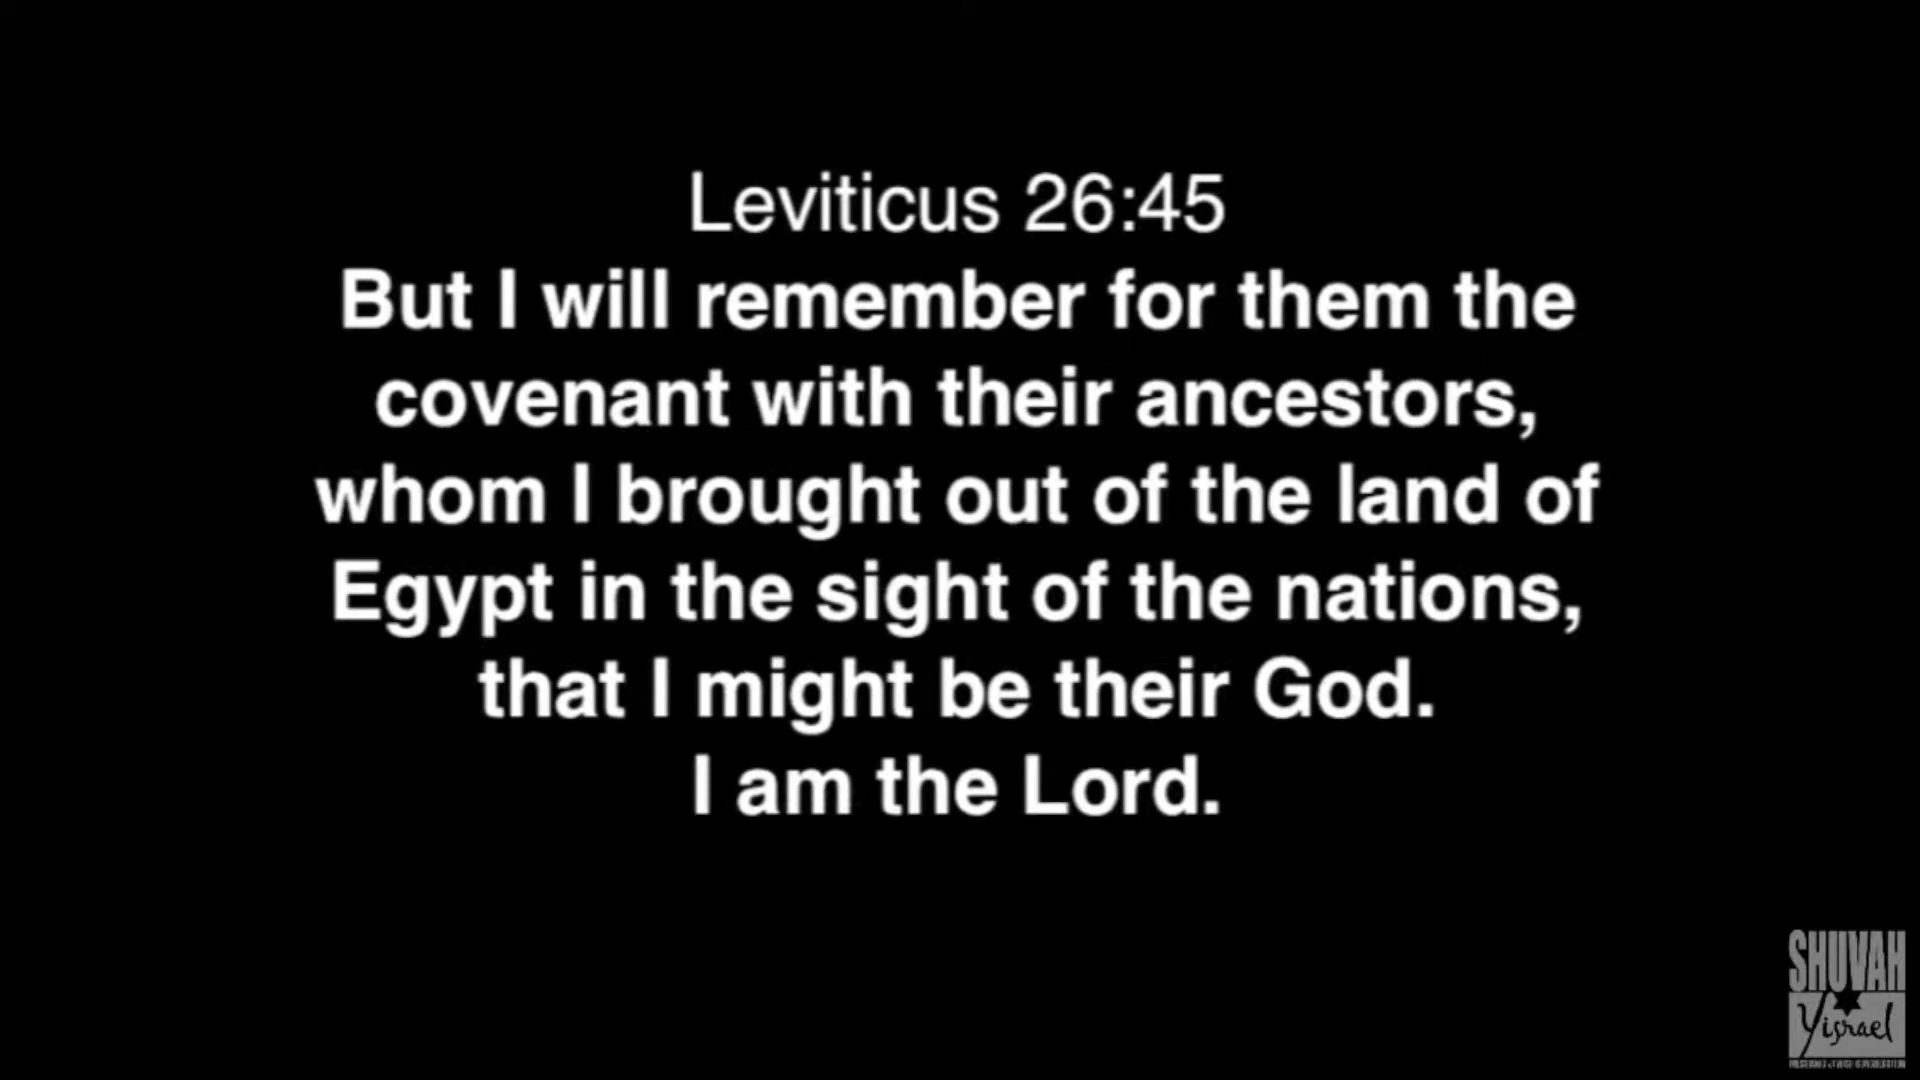 Leviticus 26:45
But I will remember for them the
covenant with their ancestors,
whom I brought out of the land of
Egypt in the sight of the nations,
that I might be their God.
I am the Lord.
SHUVAH
Yisrael